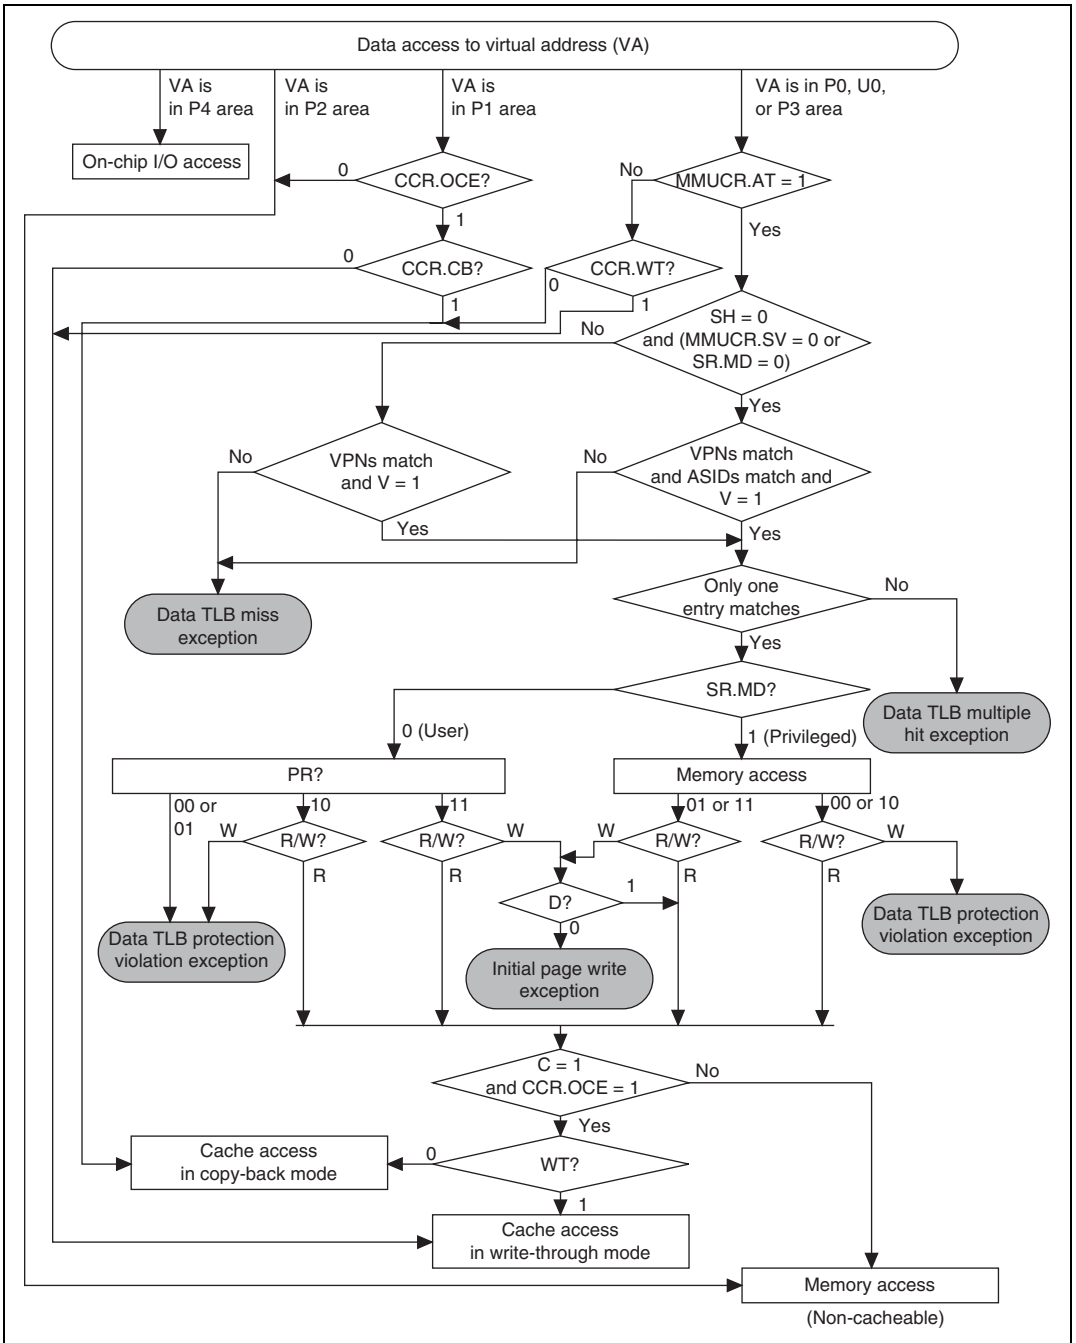 Data access to virtual address (VA)
VA is
in P4 area
VA is
in P2 area
VA is
in P1 area
VA is in P0, U0,
or P3 area
On-chip I/O access
0
CCR.OCE?
1
No
MMUCR.AT = 1
Yes
0
CCR.CB?
1
CCR.WT?
0
1
SH = 0
and (MMUCR.SV = 0 or
SR.MD = 0)
No
Yes
No
VPNs match
and V = 1
Yes
No
VPNs match
and ASIDs match and
V = 1
Yes
Data TLB miss
exception
Only one
entry matches
No
Yes
SR.MD?
0 (User)
1 (Privileged)
Data TLB multiple
hit exception
PR?
Memory access
00 or
01
10
11
01 or 11
00 or 10
W
R/W?
R
R/W?
W
R
W
R/W?
R
R/W?
W
R
D?
1
0
Data TLB protection
violation exception
Initial page write
exception
Data TLB protection
violation exception
C = 1
and CCR.OCE = 1
No
Yes
Cache access
in copy-back mode
0
WT?
1
Cache access
in write-through mode
Memory access
(Non-cacheable)